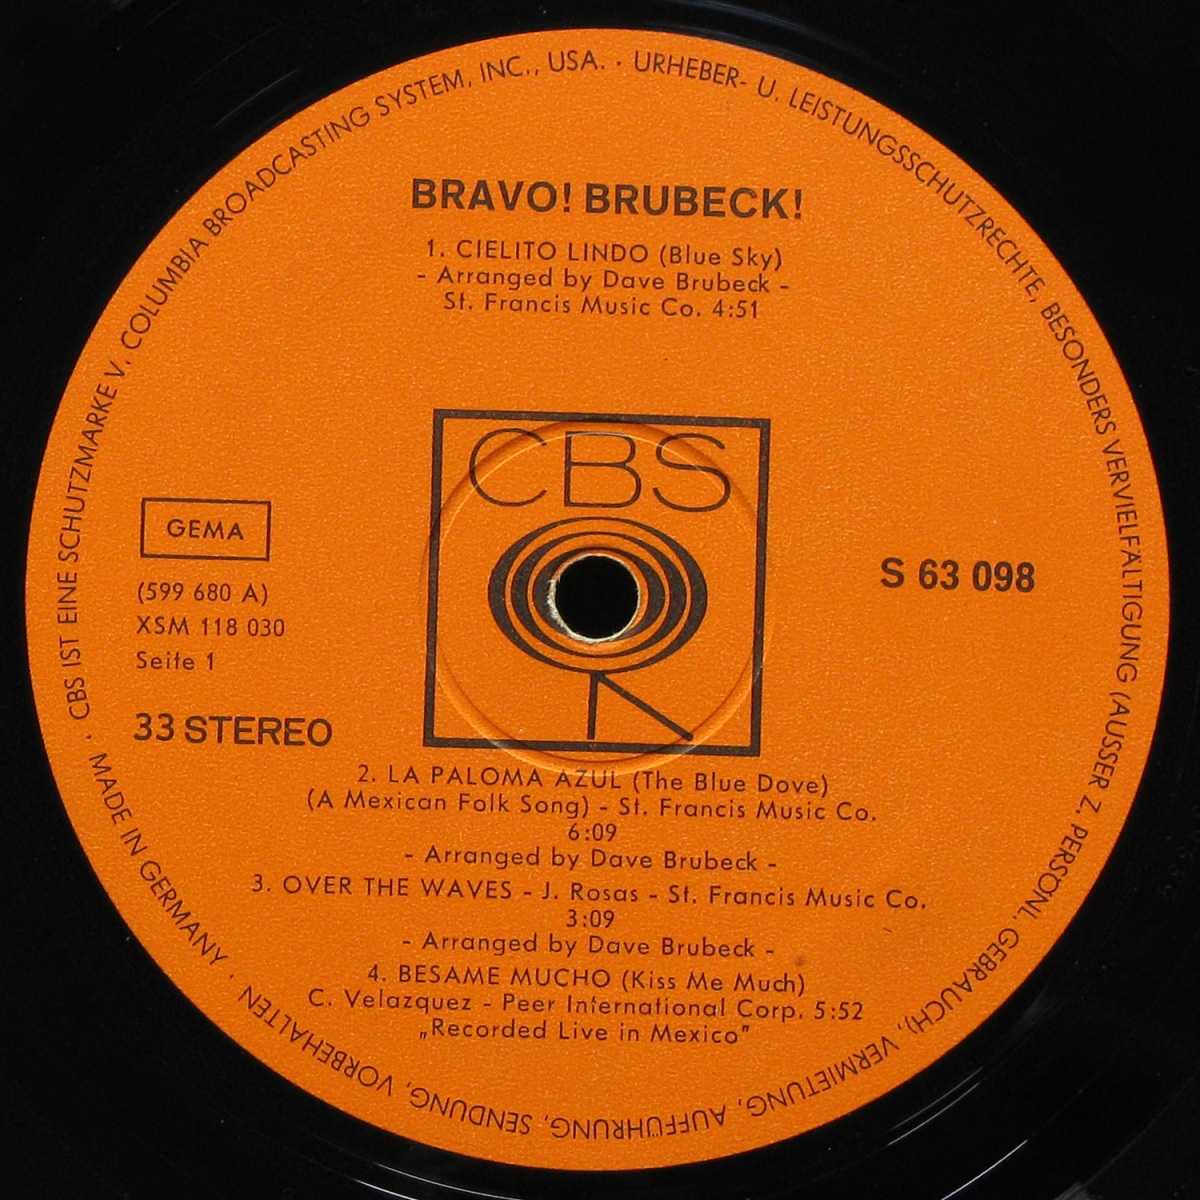 CBS IST EINE SCHUTZMARKE V. COLUMBIA BROADCASTING SYSTEM, INC., USA. · URHEBER- U. LEISTUNGSSCHUTZRECHTE, BESONDERS VERVIELFÄLTIGUNG (AUSSER Z. PERSÖNL. GEBRAUCH), VERMIETUNG, AUFFÜHRUNG, SENDUNG, VORBEHALTEN · MADE IN GERMANY ·
BRAVO! BRUBECK!
1. CIELITO LINDO (Blue Sky)
- Arranged by Dave Brubeck -
St. Francis Music Co. 4:51
CBS
GEMA
(599 680 A)
XSM 118 030
Seite 1
33 STEREO
S 63 098
2. LA PALOMA AZUL (The Blue Dove)
(A Mexican Folk Song) - St. Francis Music Co.
6:09
- Arranged by Dave Brubeck -
3. OVER THE WAVES - J. Rosas - St. Francis Music Co.
3:09
- Arranged by Dave Brubeck -
4. BESAME MUCHO (Kiss Me Much)
C. Velazquez - Peer International Corp. 5:52
„Recorded Live in Mexico"